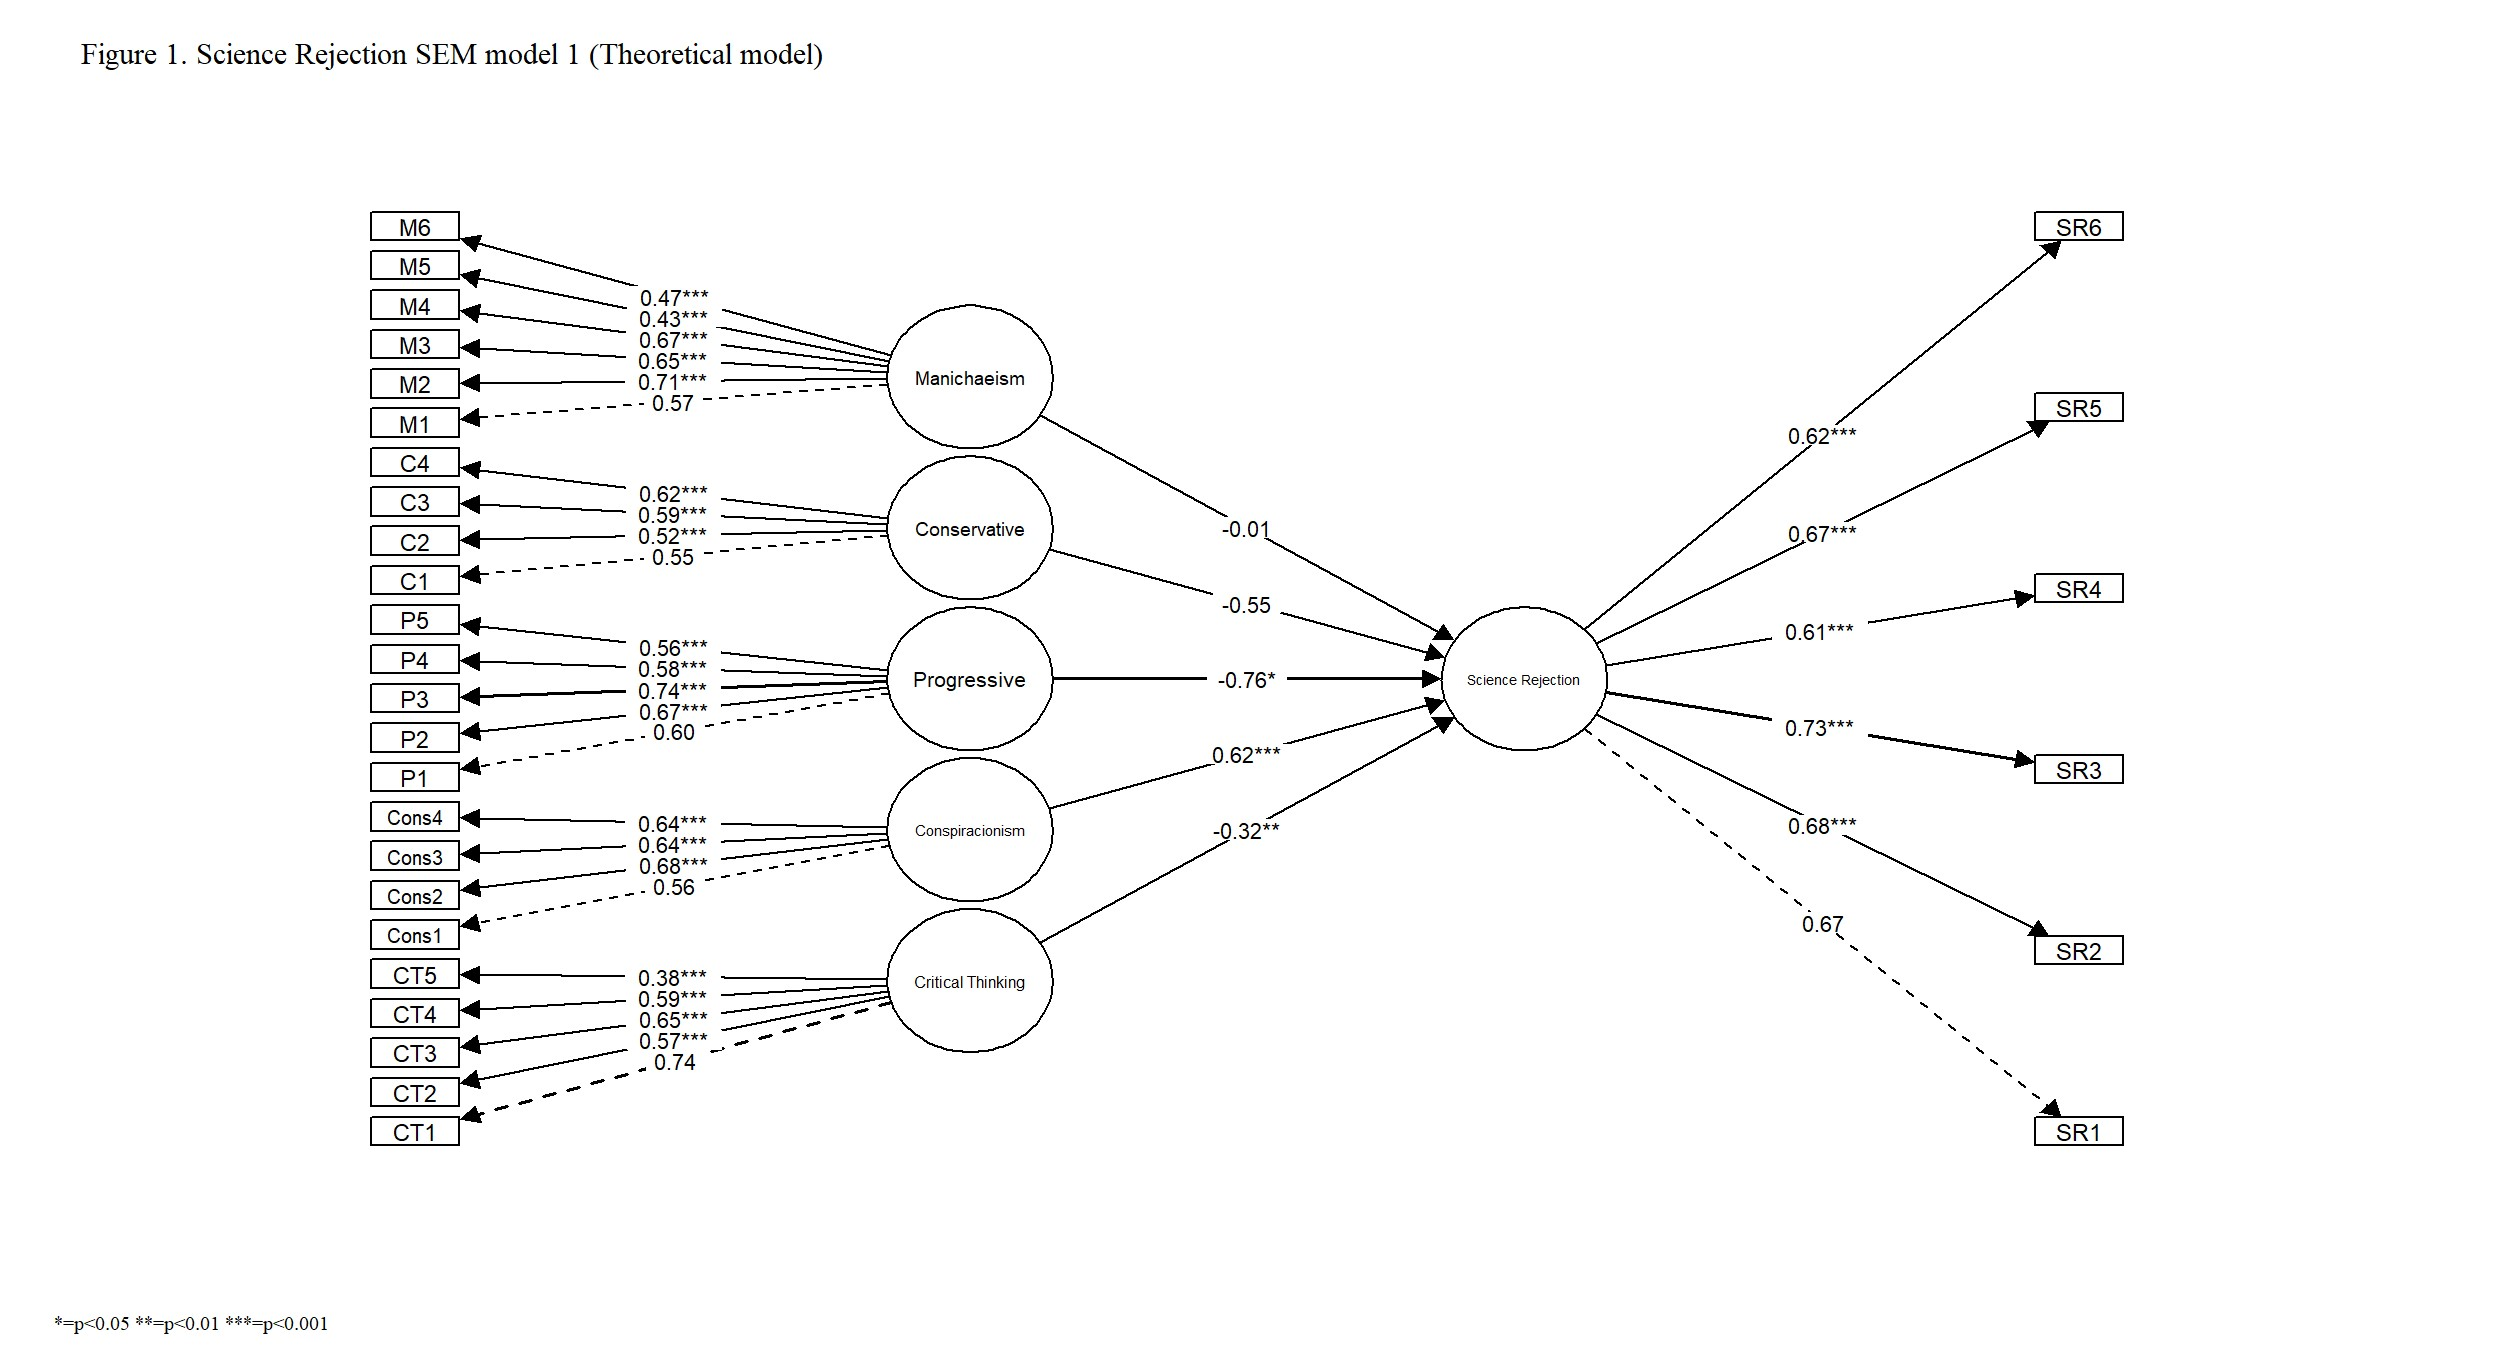 Figure 1. Science Rejection SEM model 1 (Theoretical model)
M6
M5
M4
M3
M2
M1
C4
C3
C2
C1
P5
P4
P3
P2
P1
Cons4
Cons3
Cons2
Cons1
CT5
CT4
CT3
CT2
CT1
0.47***
0.43***
0.67***
0.65***
0.71***
0.57
0.62***
0.59***
0.52***
0.55
0.56***
0.58***
0.74***
0.67***
0.60
0.64***
0.64***
0.68***
0.56
0.38***
0.59***
0.65***
0.57***
0.74
Manichaeism
Conservative
Progressive
Conspiracionism
Critical Thinking
-0.01
-0.55
-0.76*
0.62***
-0.32**
Science Rejection
0.62***
0.67***
0.61***
0.73***
0.68***
0.67
SR6
SR5
SR4
SR3
SR2
SR1
*=p<0.05 **=p<0.01 ***=p<0.001